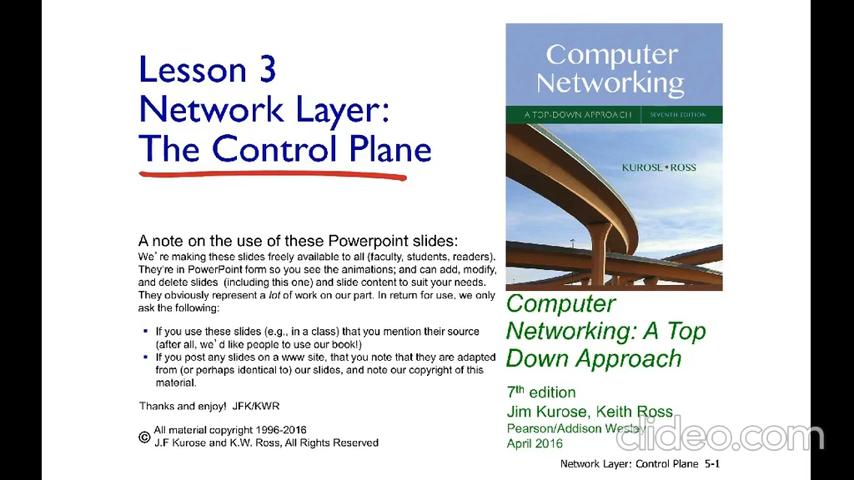 Lesson 3
Network Layer:
The Control Plane
A note on the use of these Powerpoint slides:
We're making these slides freely available to all (faculty, students, readers).
They're in PowerPoint form so you see the animations; and can add, modify,
and delete slides (including this one) and slide content to suit your needs.
They obviously represent a lot of work on our part. In return for use, we only
ask the following:
▪ If you use these slides (e.g., in a class) that you mention their source
(after all, we'd like people to use our book!)
▪ If you post any slides on a www site, that you note that they are adapted
from (or perhaps identical to) our slides, and note our copyright of this
material.
Thanks and enjoy! JFK/KWR
© All material copyright 1996-2016
J.F Kurose and K.W. Ross, All Rights Reserved
Computer
Networking
A TOP-DOWN APPROACH SEVENTH EDITION
KUROSE • ROSS
Computer
Networking: A Top
Down Approach
7th edition
Jim Kurose, Keith Ross
Pearson/Addison Wesley
April 2016
clideo.com
Network Layer: Control Plane 5-1